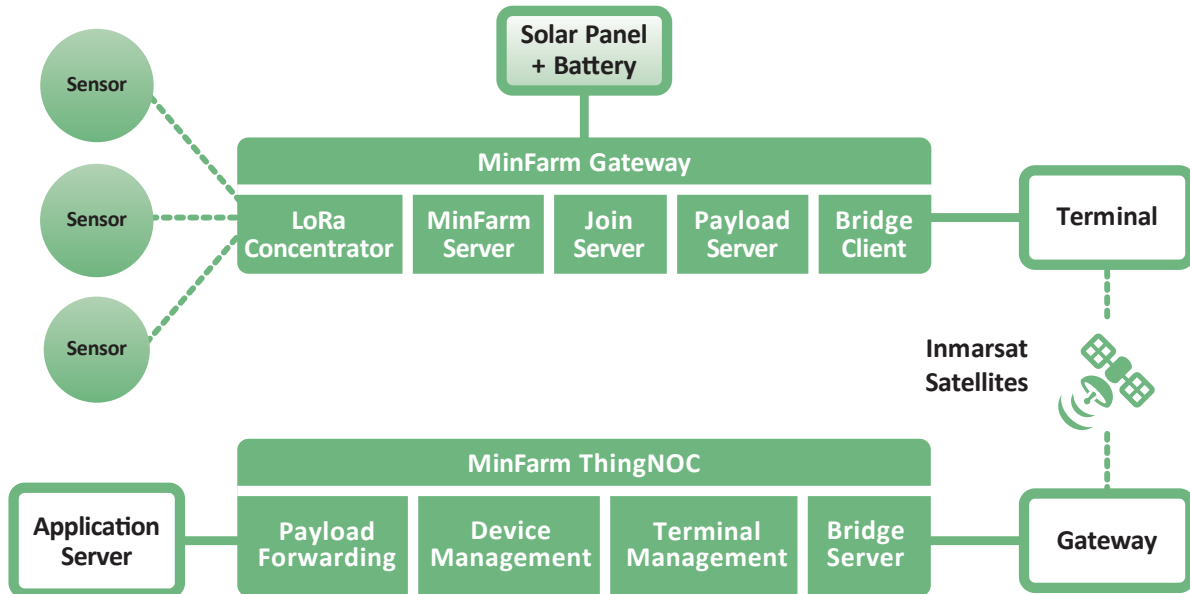 Solar Panel
+ Battery
Sensor
Sensor
Sensor
MinFarm Gateway
LoRa
Concentrator
MinFarm
Server
Join
Server
Payload
Server
Bridge
Client
Terminal
Inmarsat
Satellites
MinFarm ThingNOC
Application
Server
Payload
Forwarding
Device
Management
Terminal
Management
Bridge
Server
Gateway